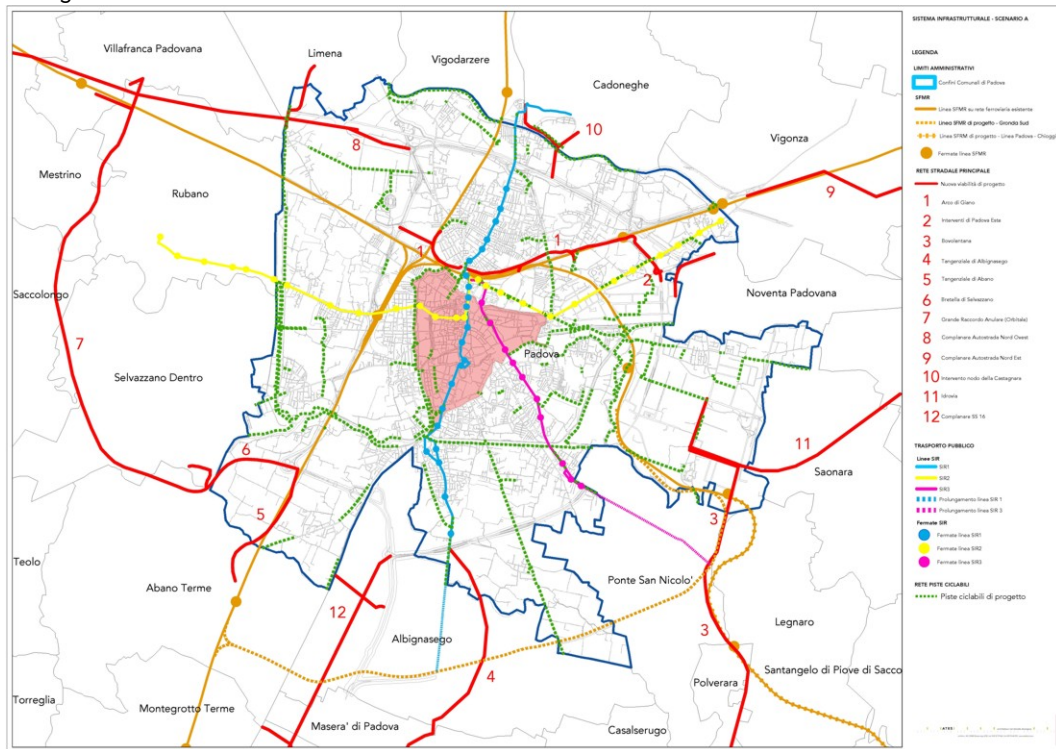 SISTEMA INFRASTRUTTURALE - SCENARIO A
LEGENDA
LIMITI AMMINISTRATIVI
Confini Comunali di Padova
SFMR
Linea SFMR su rete ferroviaria esistente
Linea SFMR di progetto - Gronda Sud
Linea SFRM di progetto - Linea Padova - Chioggi
Fermate linea SFMR
RETE STRADALE PRINCIPALE
Nuova viabilità di progetto
1 Arco di Giano
2 Interventi di Padova Este
3 Bovolentana
4 Tangenziale di Albignasego
5 Tangenziale di Abano
6 Bretella di Selvazzano
7 Grande Raccordo Anulare (Orbitale)
8 Complanare Autostrada Nord Ovest
9 Complanare Autostrada Nord Est
10 Intervento nodo della Castagnara
11 Idrovia
12 Complanare SS 16
TRASPORTO PUBBLICO
Linee SIR
SIR1
SIR2
SIR3
Prolungamento linea SIR 1
Prolungamento linea SIR 3
Fermate SIR
Fermate linea SIR1
Fermate linea SIR2
Fermate linea SIR3
RETE PISTE CICLABILI
Piste ciclabili di progetto
Villafranca Padovana
Limena
Vigodarzere
Cadoneghe
8
10
Vigonza
Mestrino
Rubano
9
1
1
2
Saccolongo
Noventa Padovana
7
Padova
Selvazzano Dentro
6
11
Saonara
5
3
Teolo
Abano Terme
12
Ponte San Nicolo'
Albignasego
3
Legnaro
4
Santangelo di Piove di Sacco
Polverara
Torreglia
Montegrotto Terme
Masera' di Padova
Casalserugo